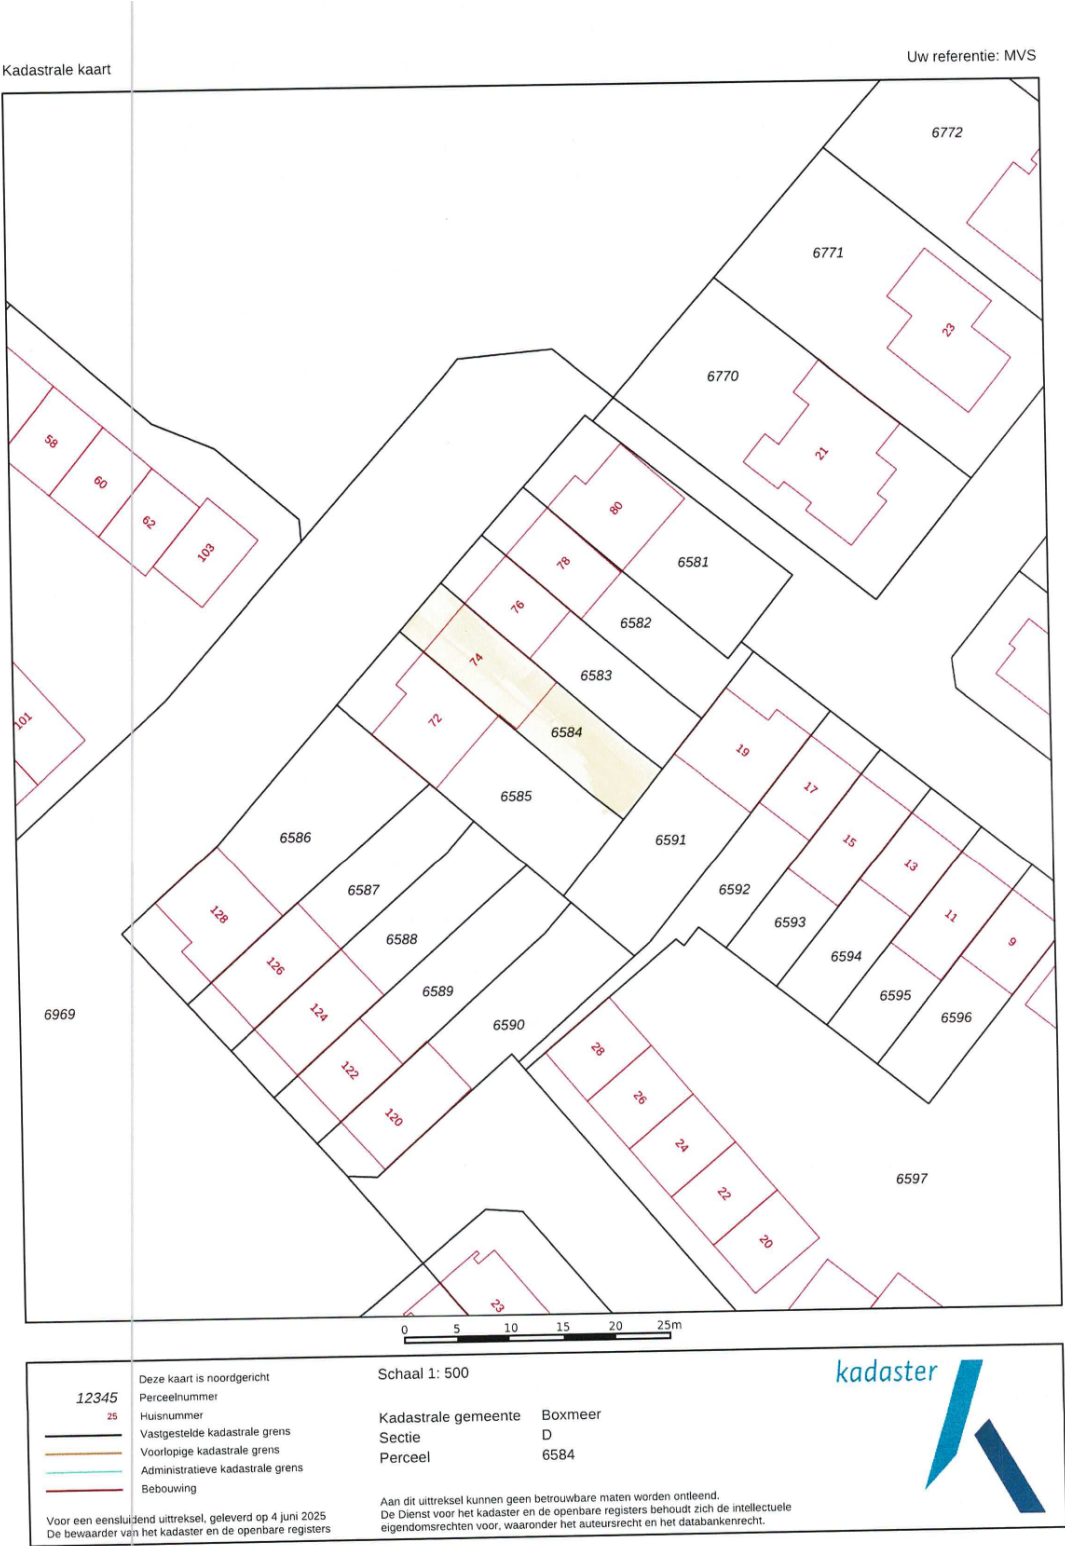 Kadastrale kaart
Uw referentie: MVS
6772
6771
23
6770
21
58
60
62
103
80
6581
78
6582
76
6583
74
6584
72
6585
101
19
17
15
13
11
9
6591
6592
6593
6594
6595
6596
6586
6587
6588
6589
6590
128
126
124
122
120
6969
28
26
24
22
20
6597
23
0 5 10 15 20 25m
Deze kaart is noordgericht
12345 Perceelnummer
25 Huisnummer
Vastgestelde kadastrale grens
Voorlopige kadastrale grens
Administratieve kadastrale grens
Bebouwing
Voor een eensluidend uittreksel, geleverd op 4 juni 2025
De bewaarder van het kadaster en de openbare registers
Schaal 1: 500
Kadastrale gemeente Boxmeer
Sectie D
Perceel 6584
Aan dit uittreksel kunnen geen betrouwbare maten worden ontleend.
De Dienst voor het kadaster en de openbare registers behoudt zich de intellectuele
eigendomsrechten voor, waaronder het auteursrecht en het databankenrecht.
kadaster